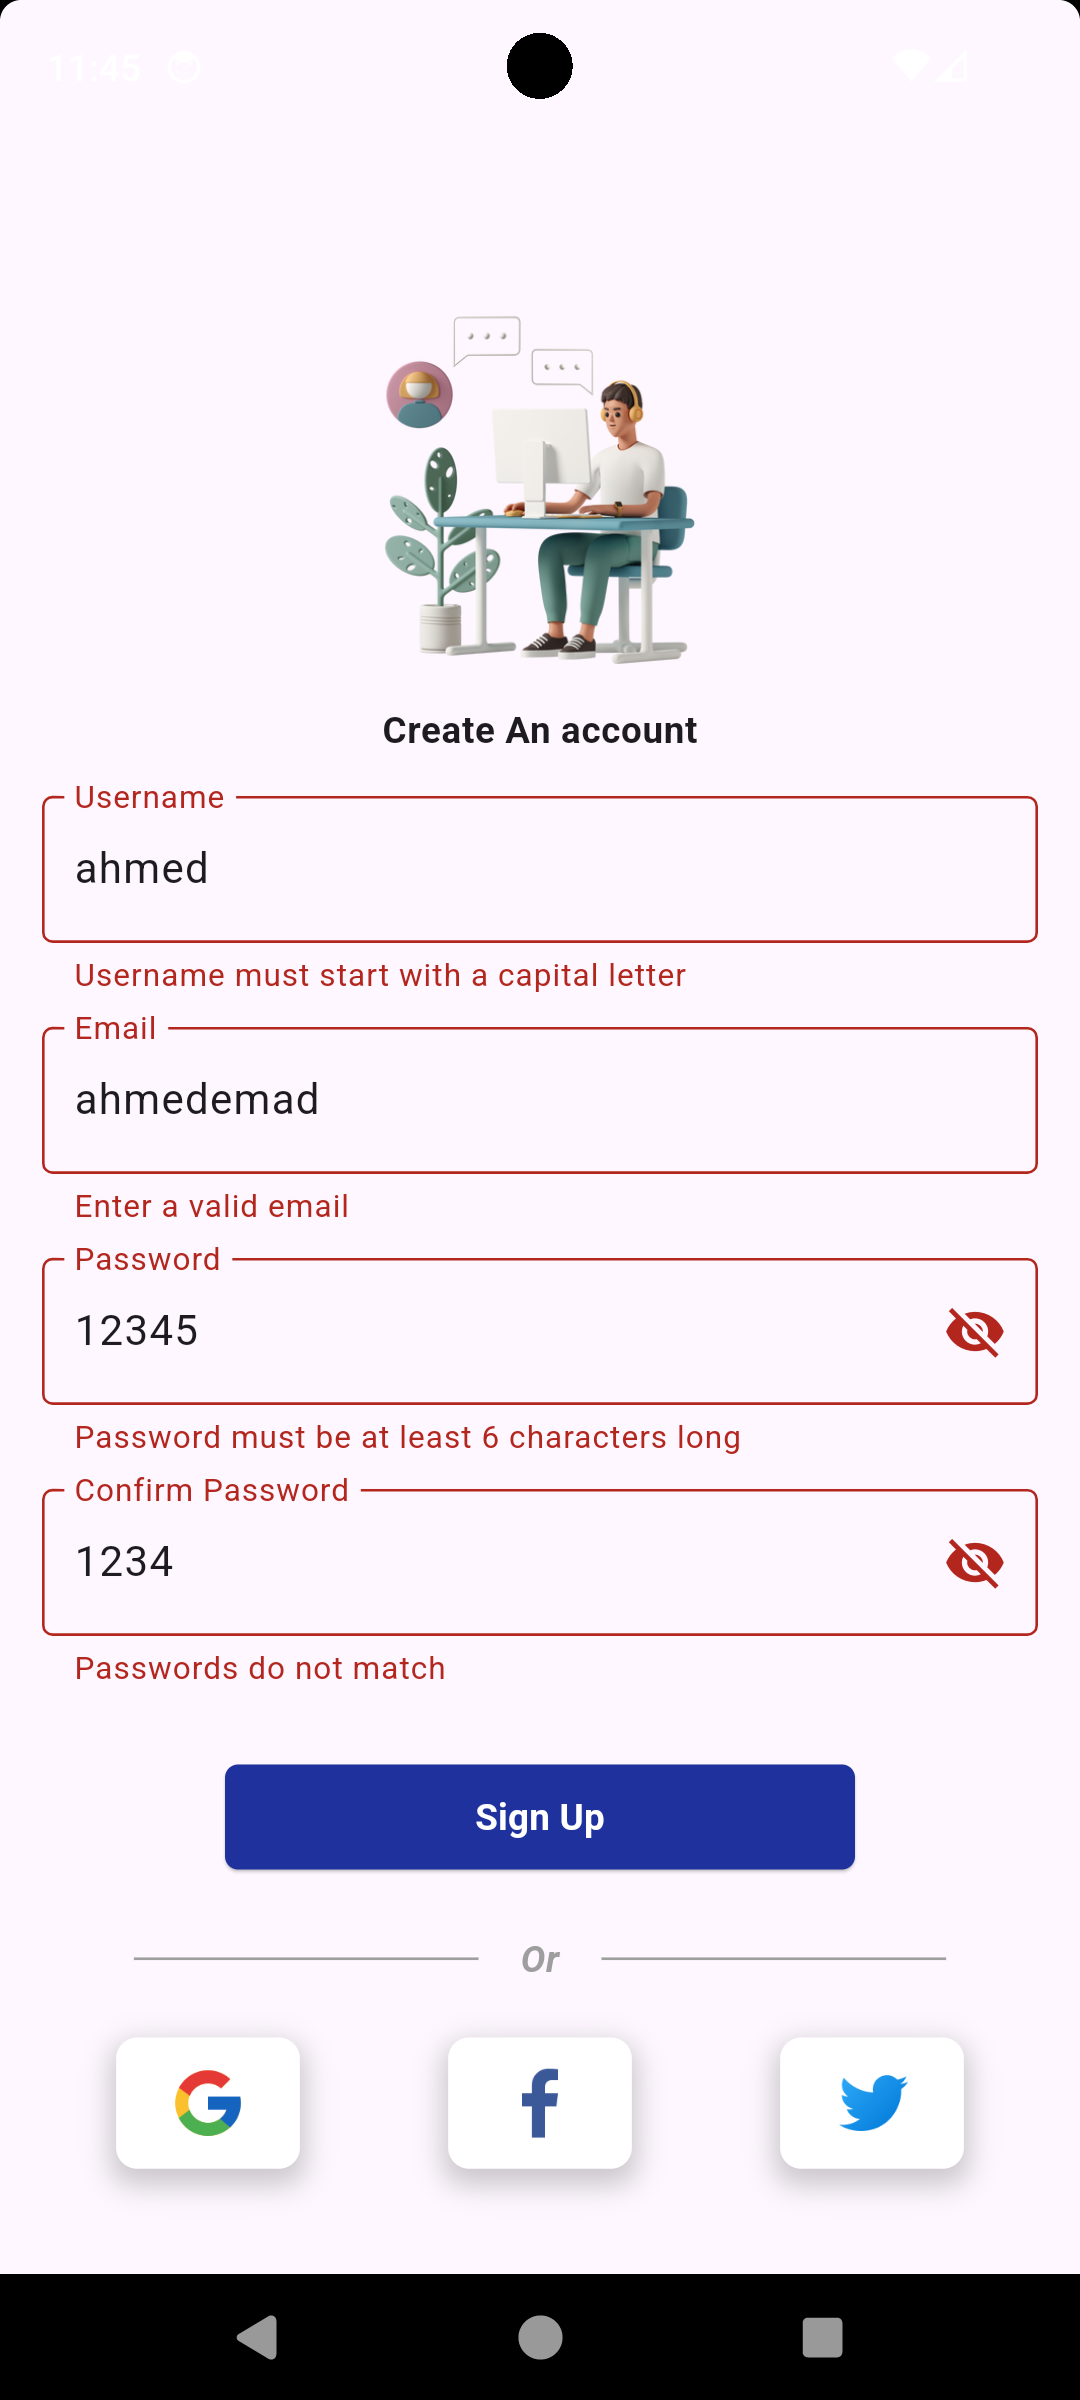 11:45
Create An account
Username
ahmed
Username must start with a capital letter
Email
ahmedemad
Enter a valid email
Password
12345
Password must be at least 6 characters long
Confirm Password
1234
Passwords do not match
Sign Up
Or